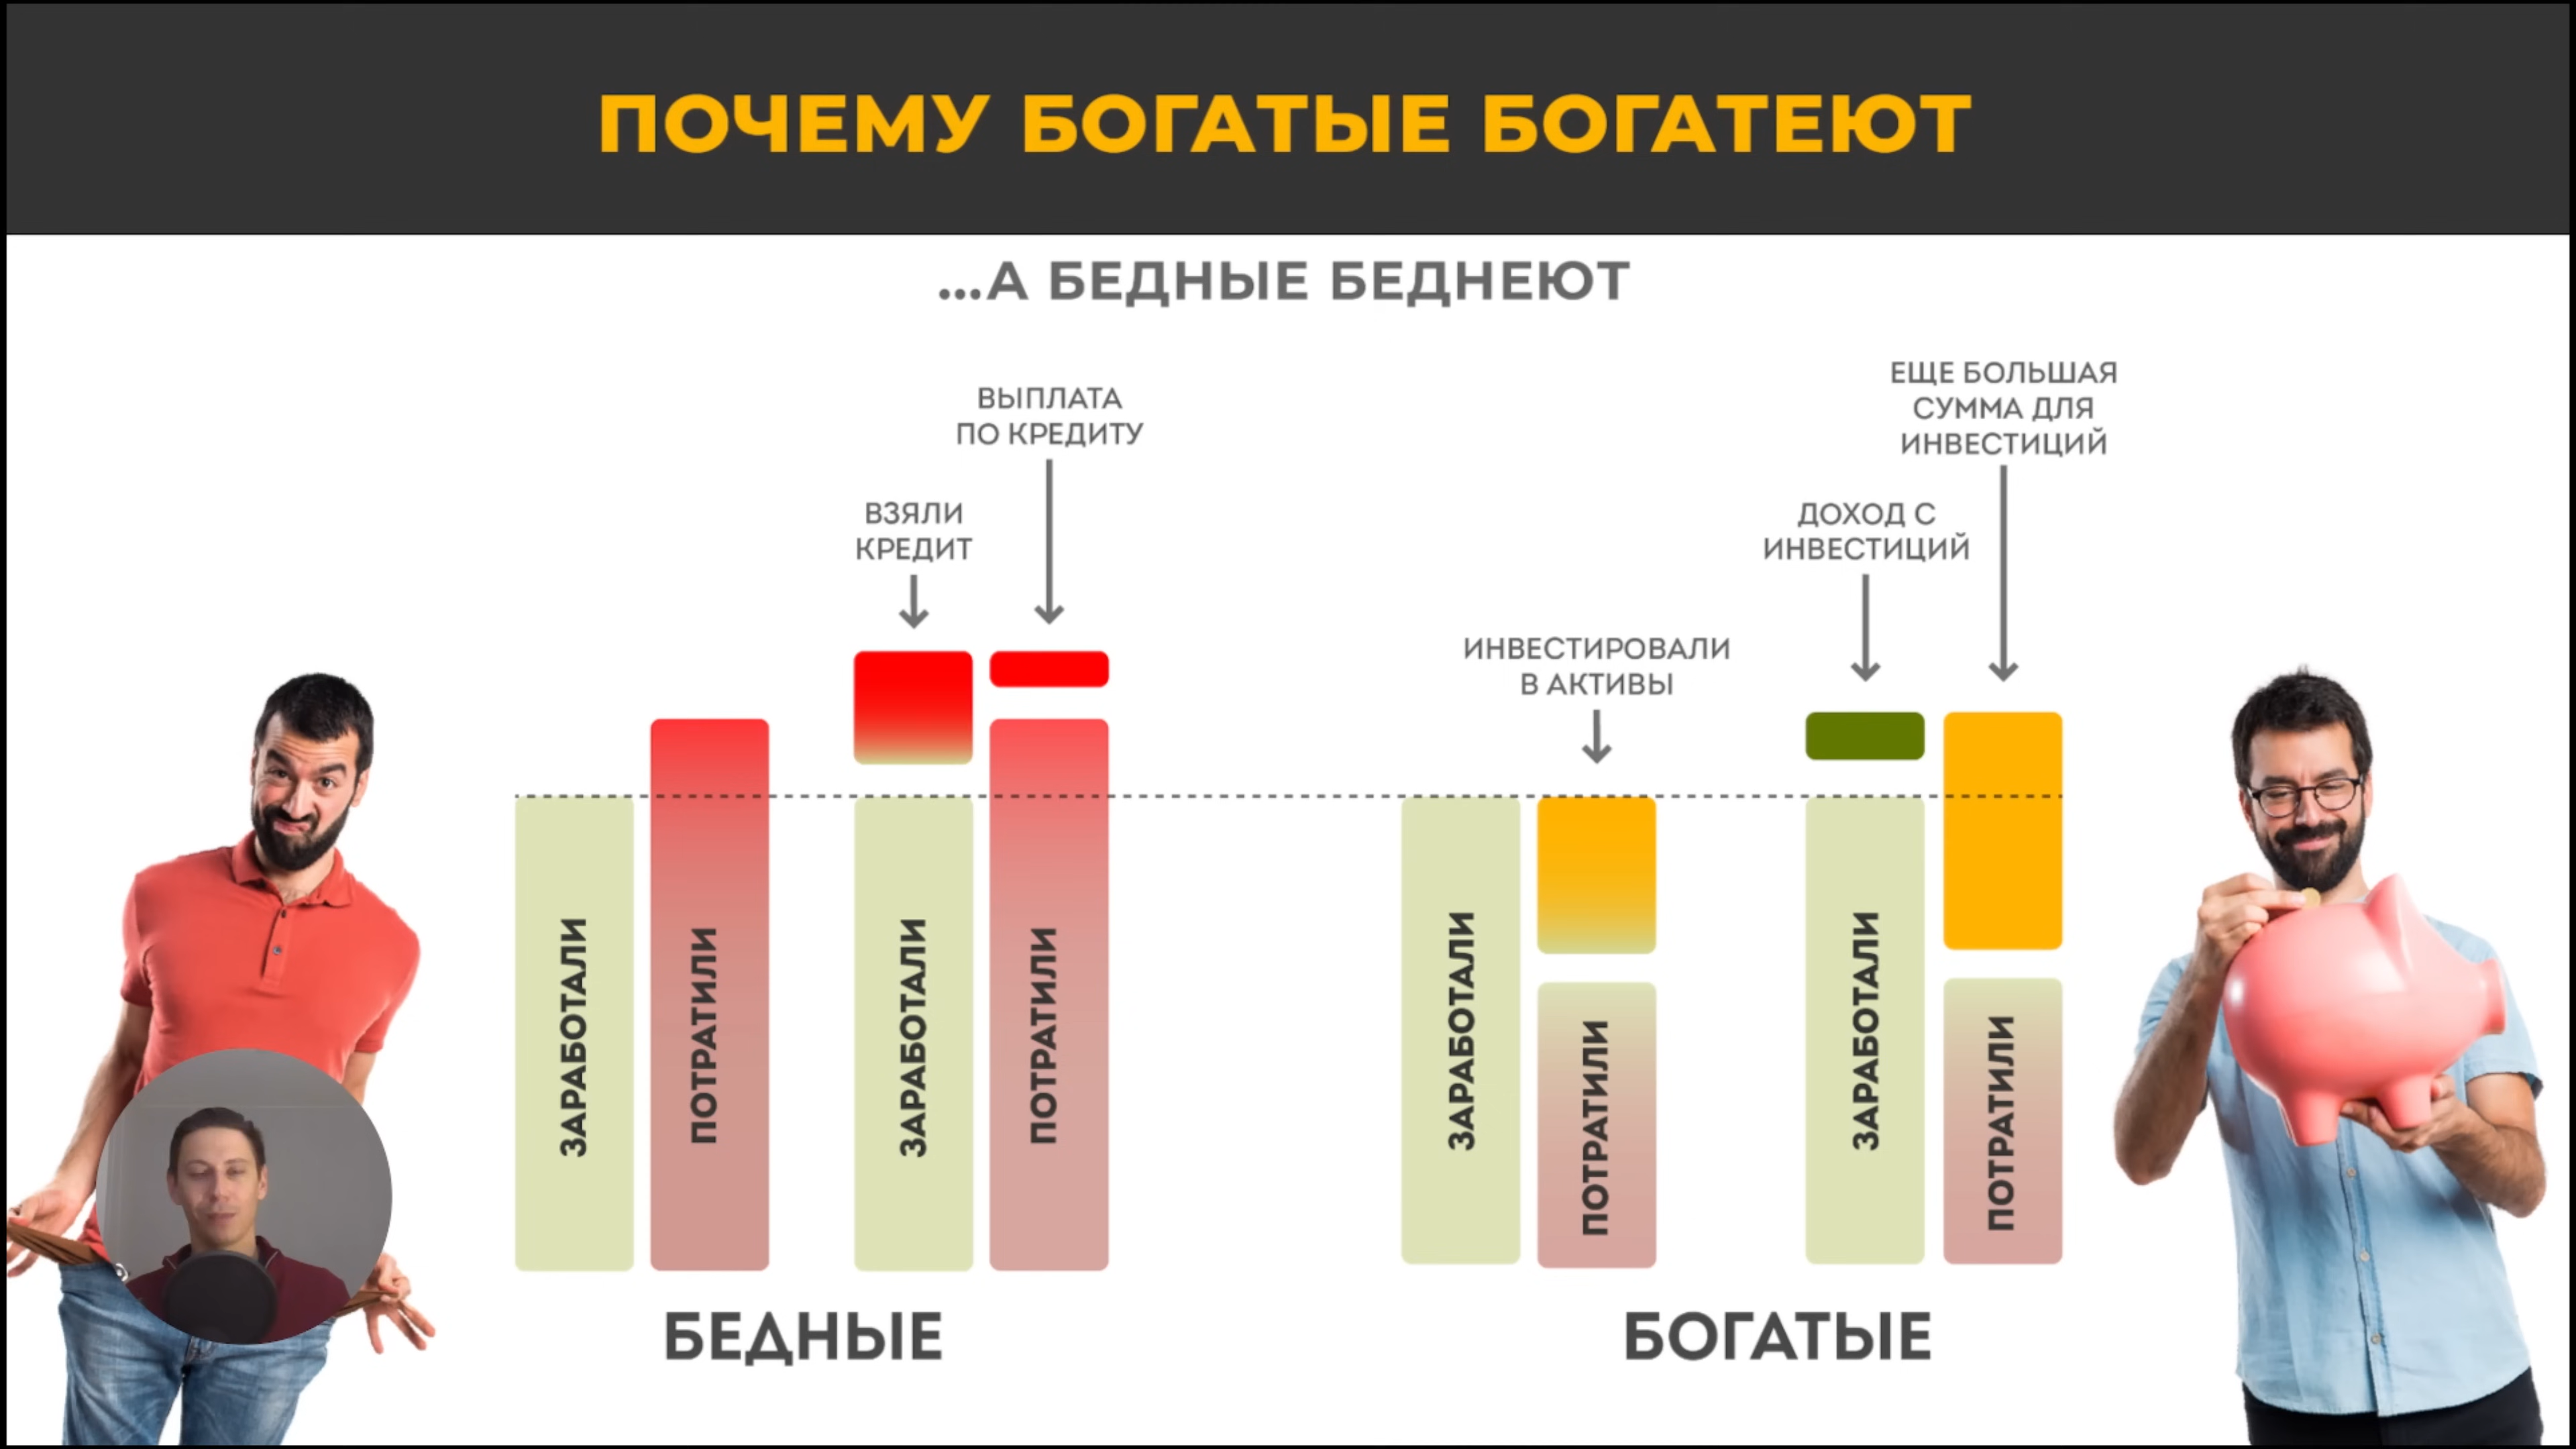 ПОЧЕМУ БОГАТЫЕ БОГАТЕЮТ
...А БЕДНЫЕ БЕДНЕЮТ
ВЫПЛАТА
ПО КРЕДИТУ
ВЗЯЛИ
КРЕДИТ
ЗАРАБОТАЛИ
ПОТРАТИЛИ
ЗАРАБОТАЛИ
ПОТРАТИЛИ
БЕДНЫЕ
ЕЩЕ БОЛЬШАЯ
СУММА ДЛЯ
ИНВЕСТИЦИЙ
ДОХОД С
ИНВЕСТИЦИЙ
ИНВЕСТИРОВАЛИ
В АКТИВЫ
ЗАРАБОТАЛИ
ПОТРАТИЛИ
ЗАРАБОТАЛИ
ПОТРАТИЛИ
БОГАТЫЕ